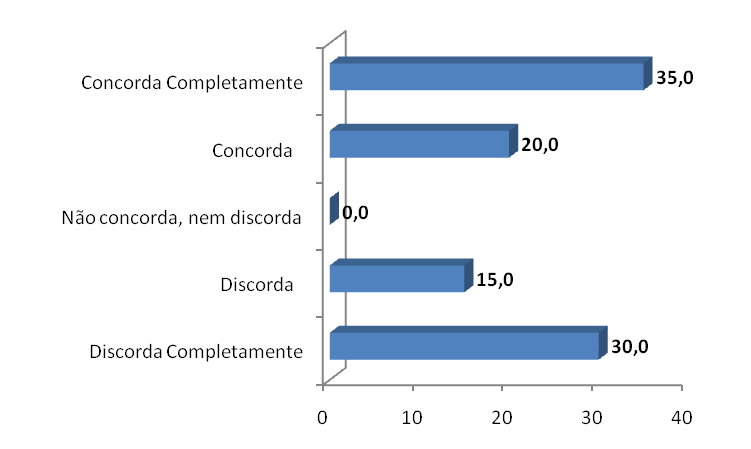 Concorda Completamente 35,0
Concorda 20,0
Não concorda, nem discorda 0,0
Discorda 15,0
Discorda Completamente 30,0
0 10 20 30 40